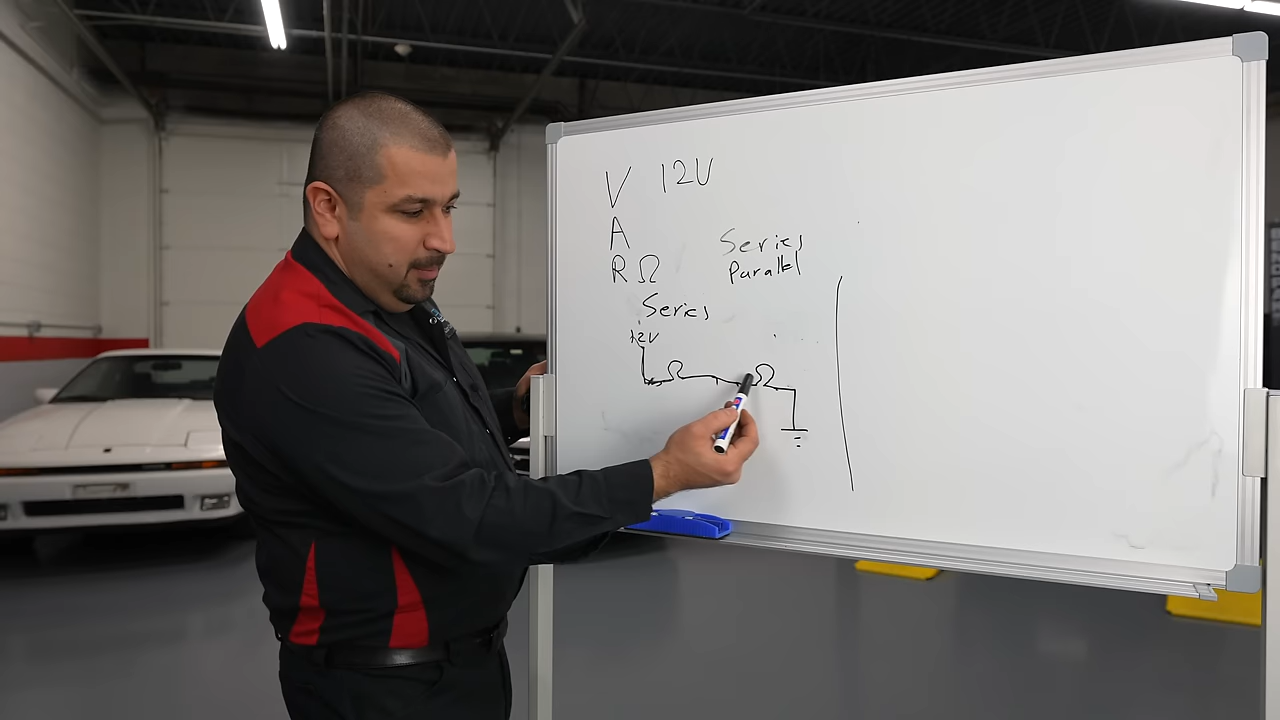 V 12V
A
R Ω
Series
Parallel
Series
12V
Ω Ω